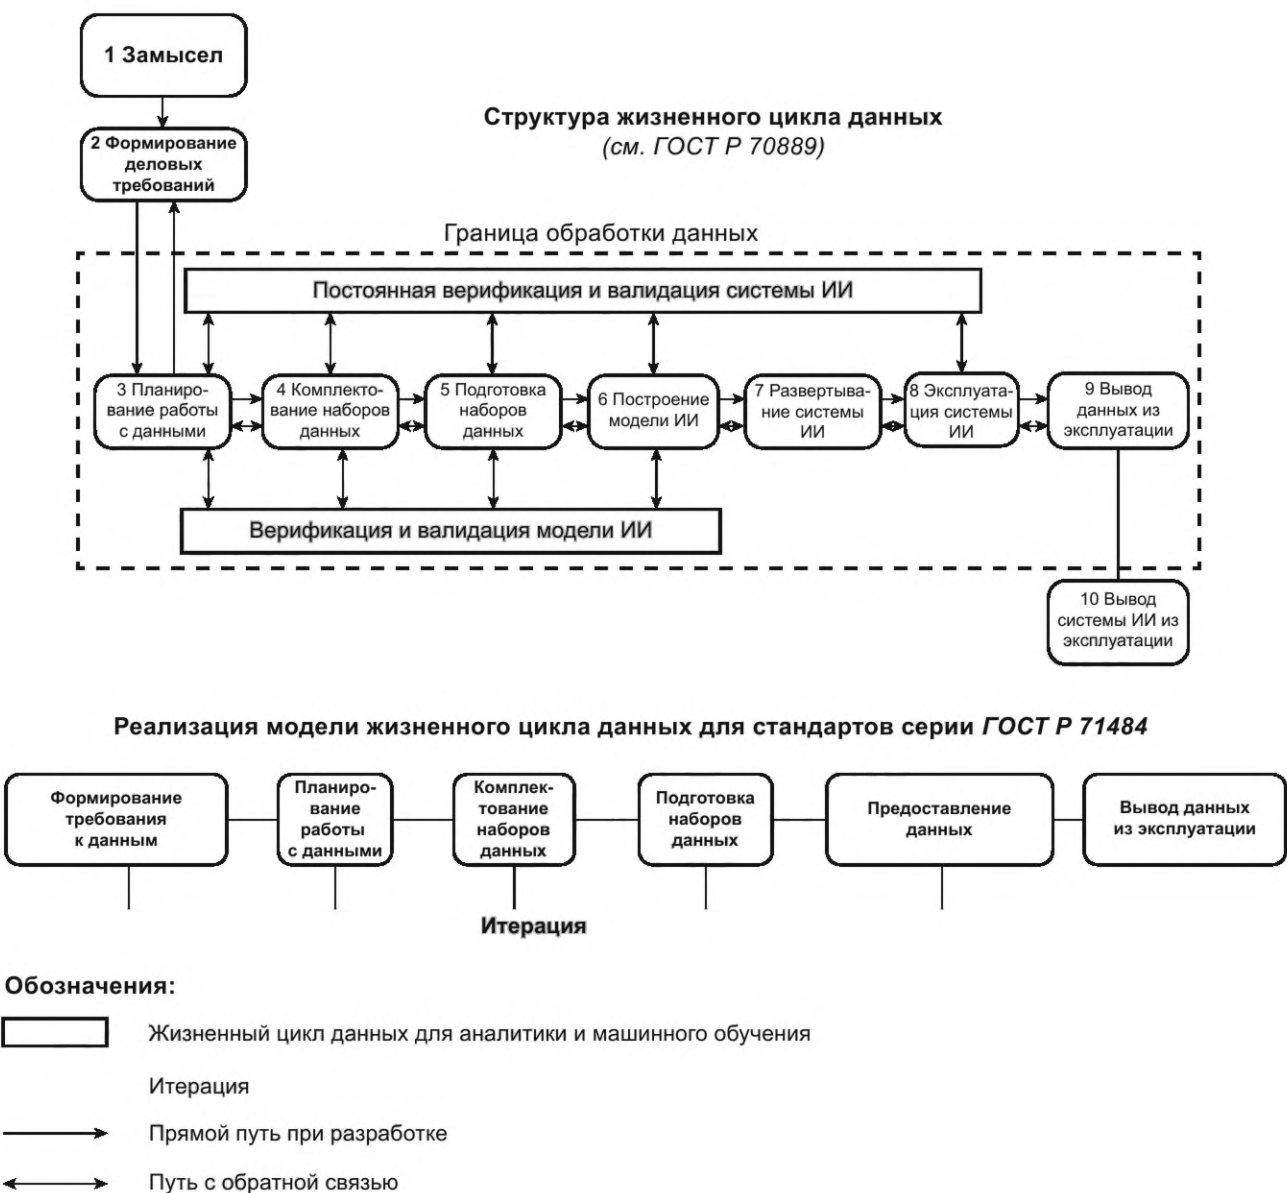 1 Замысел
Структура жизненного цикла данных
(см. ГОСТ Р 70889)
2 Формирование
деловых
требований
Граница обработки данных
Постоянная верификация и валидация системы ИИ
3 Планиро-
вание работы
с данными
4 Комплекто-
вание наборов
данных
5 Подготовка
наборов
данных
6 Построение
модели ИИ
7 Развертыва-
ние системы
ИИ
8 Эксплуата-
ция системы
ИИ
9 Вывод
данных из
эксплуатации
Верификация и валидация модели ИИ
10 Вывод
системы ИИ из
эксплуатации
Реализация модели жизненного цикла данных для стандартов серии ГОСТ Р 71484
Формирование
требования
к данным
Планиро-
вание
работы
с данными
Комплек-
тование
наборов
данных
Подготовка
наборов
данных
Предоставление
данных
Вывод данных
из эксплуатации
Итерация
Обозначения:
Жизненный цикл данных для аналитики и машинного обучения
Итерация
Прямой путь при разработке
Путь с обратной связью